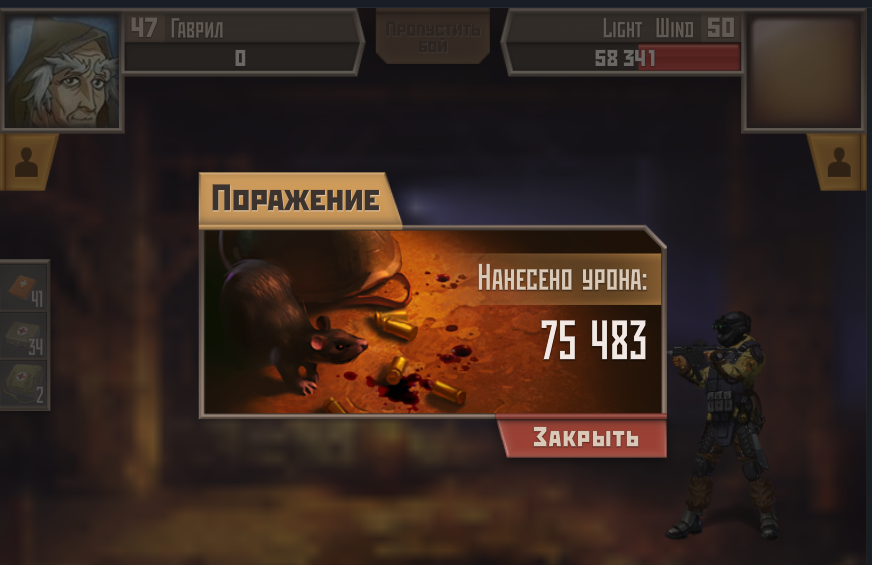 47 Гаврил
0
Пропустить
бой
Light Wind 50
58 341
Поражение
Нанесено урона:
75 483
41
34
2
Закрыть